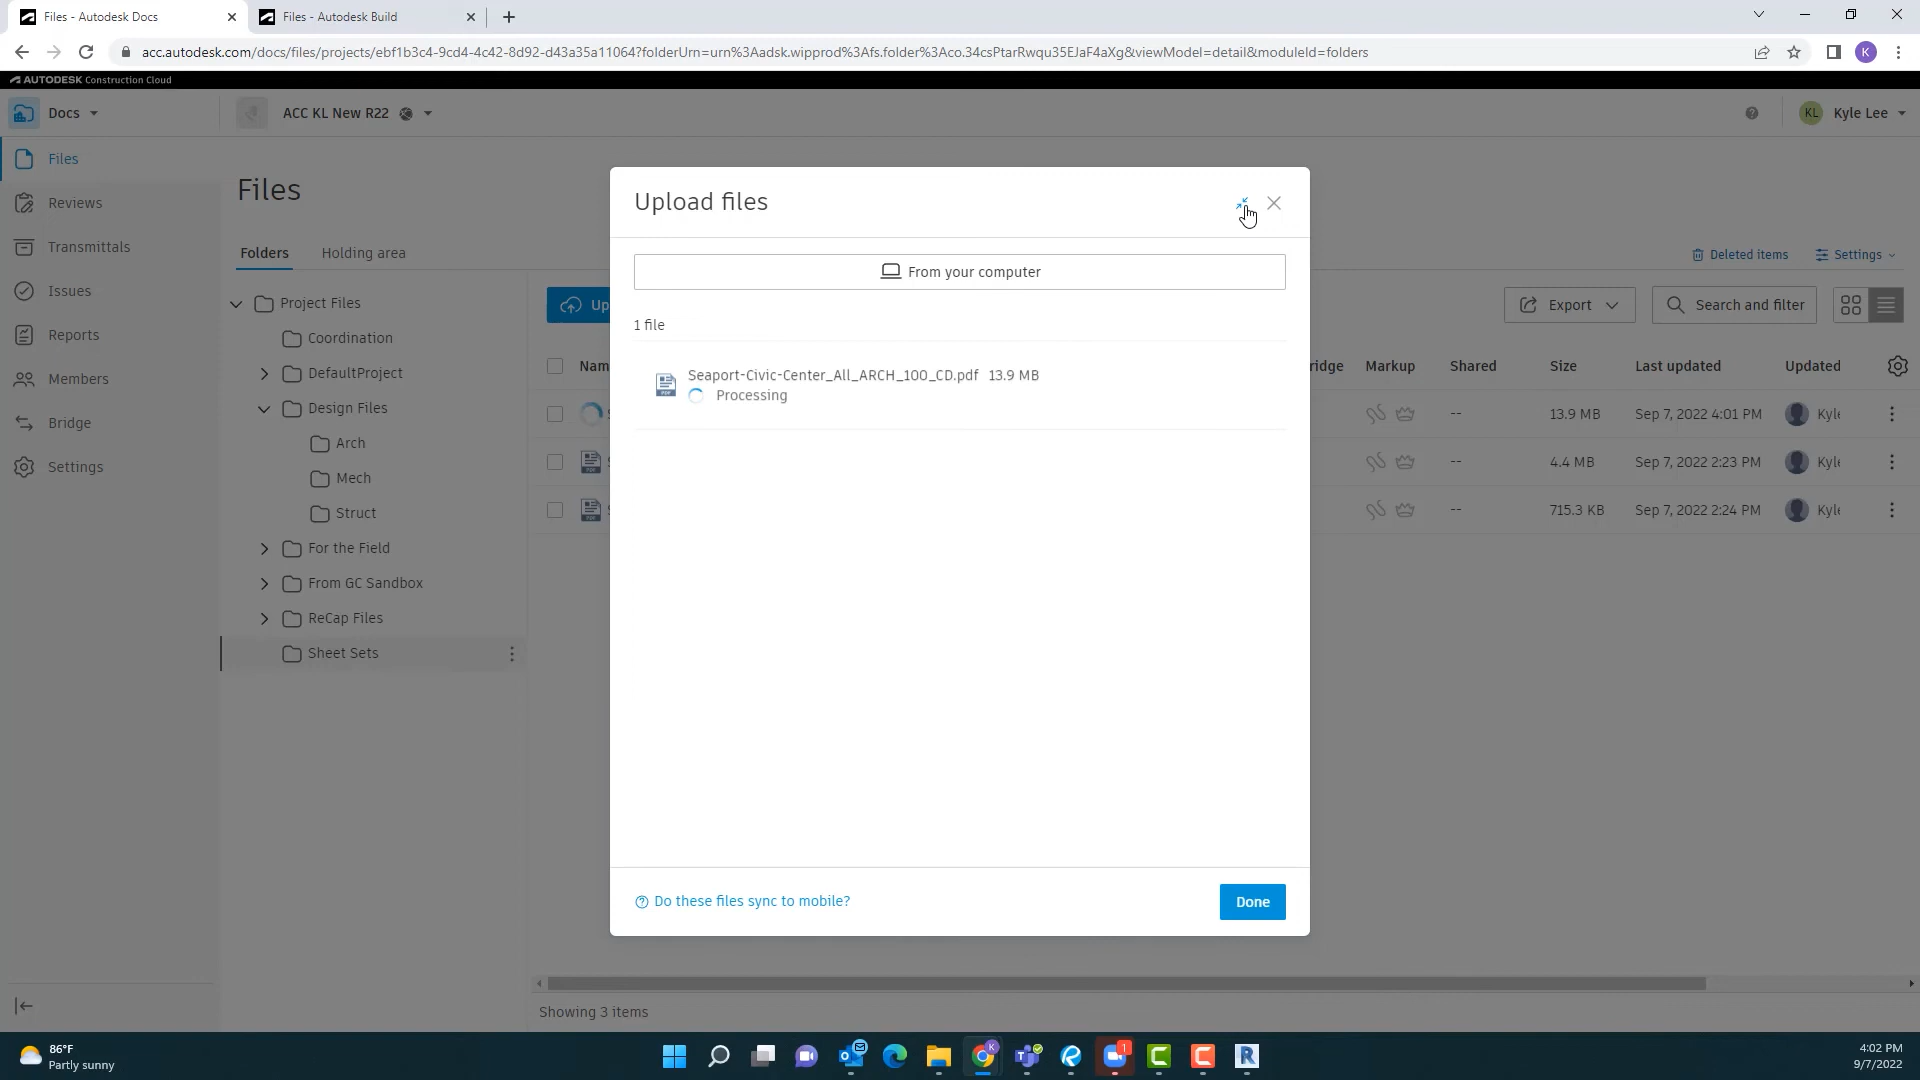 Files - Autodesk Docs
Files - Autodesk Build
acc.autodesk.com/docs/files/projects/ebf1b3c4-9cd4-4c42-8d92-d43a35a11064?folderUrn=urn%3Aadsk.wipprod%3Afs.folder%3Aco.34csPtarRwqu35EJaF4aXg&viewModel=detail&moduleId=folders
K
AUTODESK Construction Cloud
Docs
ACC KL New R22
KL
Kyle Lee
Files
Reviews
Transmittals
Issues
Reports
Members
Bridge
Settings
Files
Folders
Holding area
Deleted items
Settings
Project Files
Coordination
DefaultProject
Design Files
Arch
Mech
Struct
For the Field
From GC Sandbox
ReCap Files
Sheet Sets
Up
Export
Search and filter
Nam
ridge
Markup
Shared
Size
Last updated
Updated
--
13.9 MB
Sep 7, 2022 4:01 PM
Kyl
--
4.4 MB
Sep 7, 2022 2:23 PM
Kyl
--
715.3 KB
Sep 7, 2022 2:24 PM
Kyl
Upload files
From your computer
1 file
Seaport-Civic-Center_All_ARCH_100_CD.pdf 13.9 MB
Processing
Do these files sync to mobile?
Done
Showing 3 items
86°F
Partly sunny
1
4:02 PM
9/7/2022